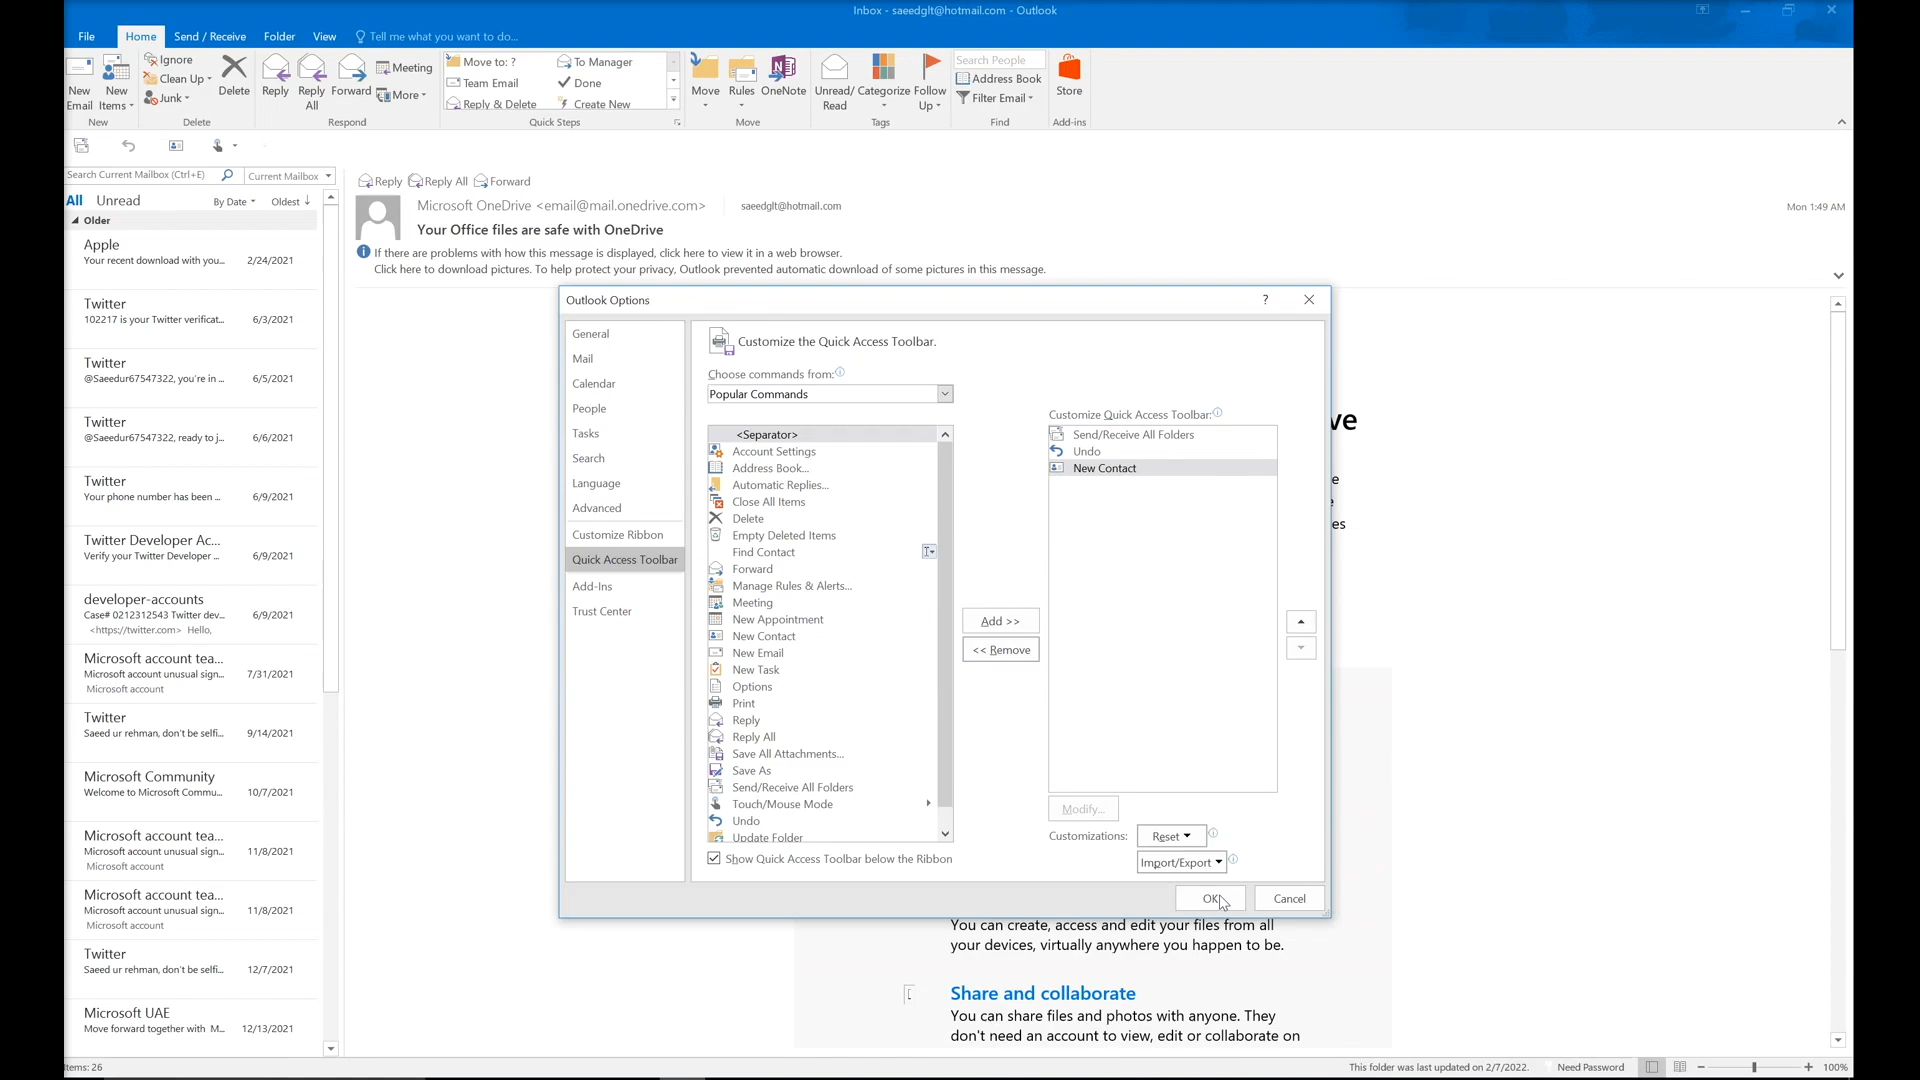 Inbox - saeedglt@hotmail.com - Outlook
File Home Send / Receive Folder View Tell me what you want to do...
New Email
New Items
Ignore
Clean Up
Junk
Delete
Reply
Reply All
Forward
Meeting
More
Move to: ?
Team Email
Reply & Delete
To Manager
Done
Create New
Move
Rules
OneNote
Unread/ Read
Categorize
Follow Up
Search People
Address Book
Filter Email
Store
New Delete Respond Quick Steps Move Tags Find Add-ins
Search Current Mailbox (Ctrl+E) Current Mailbox
All Unread By Date Oldest
Older
Apple
Your recent download with you... 2/24/2021
Twitter
102217 is your Twitter verificat... 6/3/2021
Twitter
@Saeedur67547322, you're in ... 6/5/2021
Twitter
@Saeedur67547322, ready to j... 6/6/2021
Twitter
Your phone number has been ... 6/9/2021
Twitter Developer Ac...
Verify your Twitter Developer ... 6/9/2021
developer-accounts
Case# 0212312543 Twitter dev... 6/9/2021
<https://twitter.com> Hello,
Microsoft account tea...
Microsoft account unusual sign... 7/31/2021
Microsoft account
Twitter
Saeed ur rehman, don't be selfi... 9/14/2021
Microsoft Community
Welcome to Microsoft Commu... 10/7/2021
Microsoft account tea...
Microsoft account unusual sign... 11/8/2021
Microsoft account
Microsoft account tea...
Microsoft account unusual sign... 11/8/2021
Microsoft account
Twitter
Saeed ur rehman, don't be selfi... 12/7/2021
Microsoft UAE
Move forward together with M... 12/13/2021
Reply Reply All Forward
Microsoft OneDrive <email@mail.onedrive.com> saeedglt@hotmail.com Mon 1:49 AM
Your Office files are safe with OneDrive
If there are problems with how this message is displayed, click here to view it in a web browser.
Click here to download pictures. To help protect your privacy, Outlook prevented automatic download of some pictures in this message.
Outlook Options ?
General
Mail
Calendar
People
Tasks
Search
Language
Advanced
Customize Ribbon
Quick Access Toolbar
Add-Ins
Trust Center
Customize the Quick Access Toolbar.
Choose commands from:
Popular Commands
<Separator>
Account Settings
Address Book...
Automatic Replies...
Close All Items
Delete
Empty Deleted Items
Find Contact
Forward
Manage Rules & Alerts...
Meeting
New Appointment
New Contact
New Email
New Task
Options
Print
Reply
Reply All
Save All Attachments...
Save As
Send/Receive All Folders
Touch/Mouse Mode
Undo
Update Folder
Show Quick Access Toolbar below the Ribbon
Add >>
<< Remove
Customize Quick Access Toolbar:
Send/Receive All Folders
Undo
New Contact
Modify...
Customizations: Reset
Import/Export
OK Cancel
ve
e
e
es
You can create, access and edit your files from all
your devices, virtually anywhere you happen to be.
Share and collaborate
You can share files and photos with anyone. They
don't need an account to view, edit or collaborate on
Items: 26 This folder was last updated on 2/7/2022. Need Password 100%